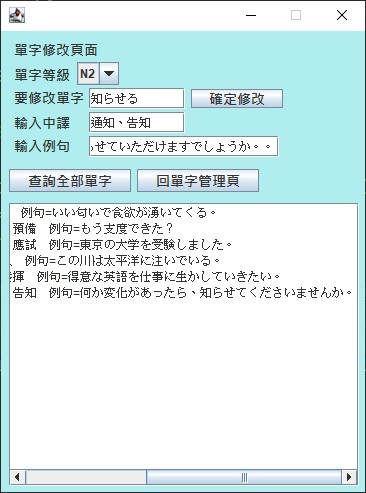 單字修改頁面
單字等級 N2
要修改單字 知らせる 確定修改
輸入中譯 通知、告知
輸入例句 せていただけますでしょうか。。
查詢全部單字 回單字管理頁
例句=いい匂いで食欲が湧いてくる。
預備 例句=もう支度できた？
應試 例句=東京の大学を受験しました。
、 例句=この川は太平洋に注いでいる。
揮 例句=得意な英語を仕事に生かしていきたい。
告知 例句=何か変化があったら、知らせてくださいませんか。